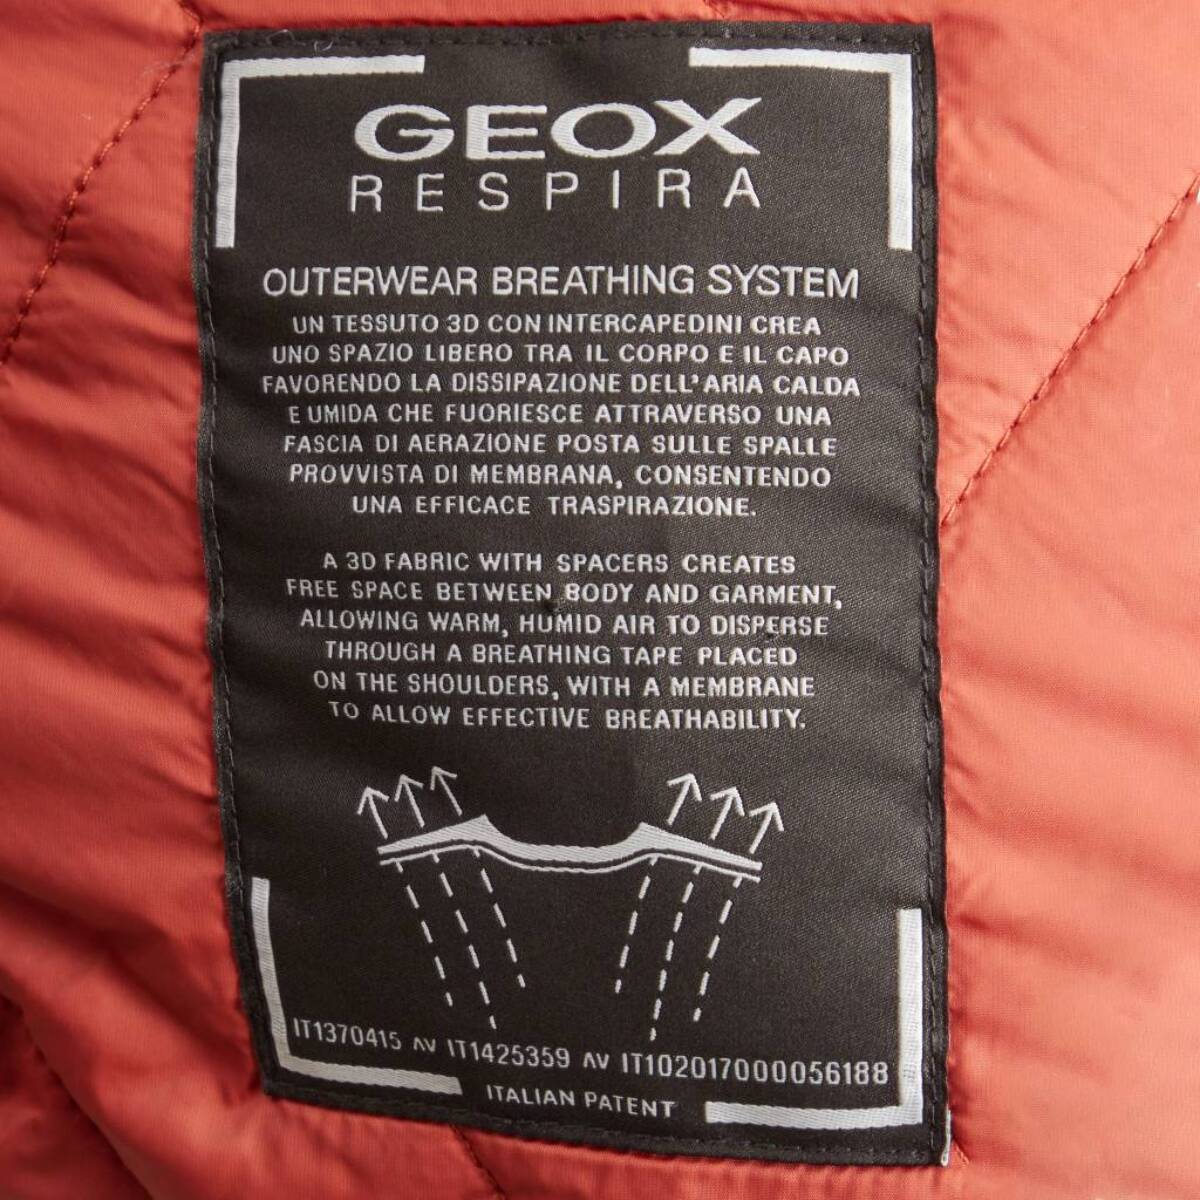 GEOX
RESPIRA
OUTERWEAR BREATHING SYSTEM
UN TESSUTO 3D CON INTERCAPEDINI CREA
UNO SPAZIO LIBERO TRA IL CORPO E IL CAPO
FAVORENDO LA DISSIPAZIONE DELL'ARIA CALDA
E UMIDA CHE FUORIESCE ATTRAVERSO UNA
FASCIA DI AERAZIONE POSTA SULLE SPALLE
PROVVISTA DI MEMBRANA, CONSENTENDO
UNA EFFICACE TRASPIRAZIONE.
A 3D FABRIC WITH SPACERS CREATES
FREE SPACE BETWEEN BODY AND GARMENT,
ALLOWING WARM, HUMID AIR TO DISPERSE
THROUGH A BREATHING TAPE PLACED
ON THE SHOULDERS, WITH A MEMBRANE
TO ALLOW EFFECTIVE BREATHABILITY.
IT1370415 AV IT1425359 AV IT102017000056188
ITALIAN PATENT